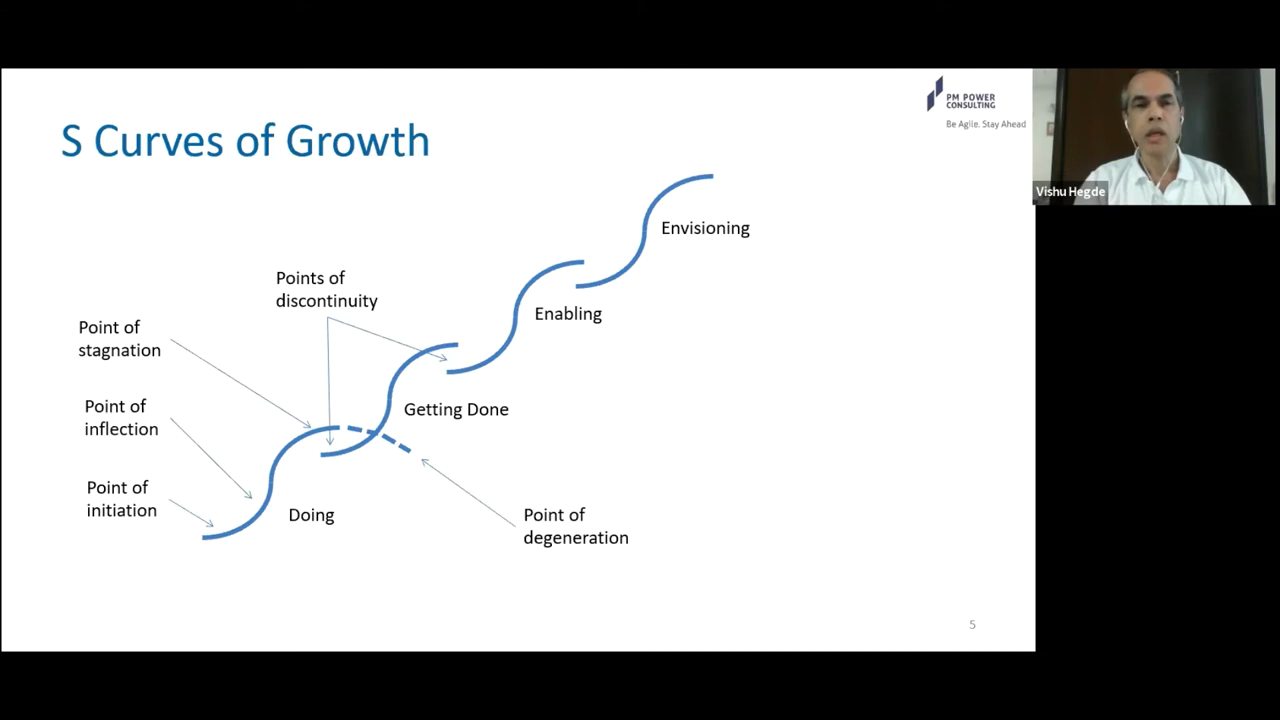 PM POWER
CONSULTING
Be Agile. Stay Ahead
S Curves of Growth
Vishu Hegde
Envisioning
Points of
discontinuity
Enabling
Point of
stagnation
Point of
inflection
Getting Done
Point of
initiation
Doing
Point of
degeneration
5